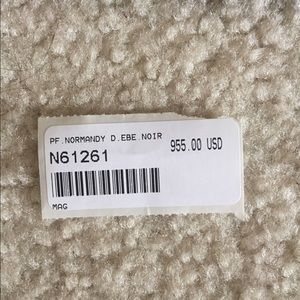 PF.NORMANDY D.EBE.NOIR
955.00 USD
N61261
MAG